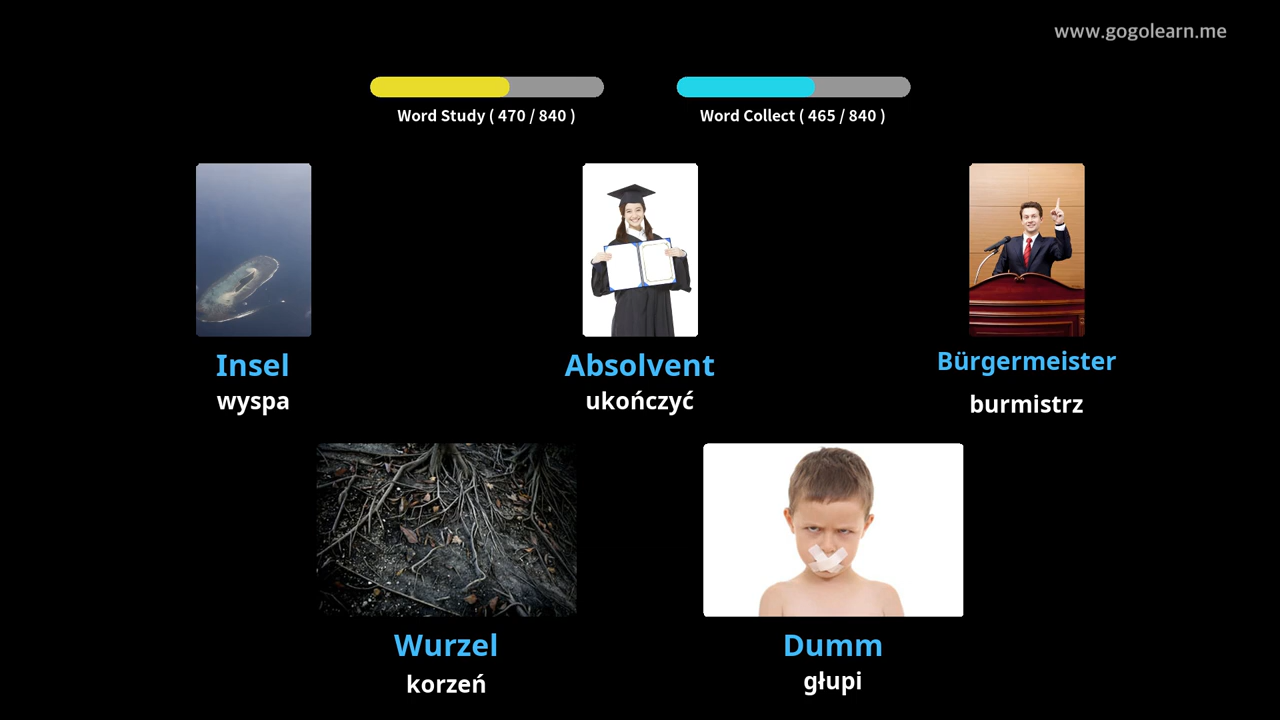 www.gogolearn.me
Word Study ( 470 / 840 )
Word Collect ( 465 / 840 )
Insel
wyspa
Absolvent
ukończyć
Bürgermeister
burmistrz
Wurzel
korzeń
Dumm
głupi